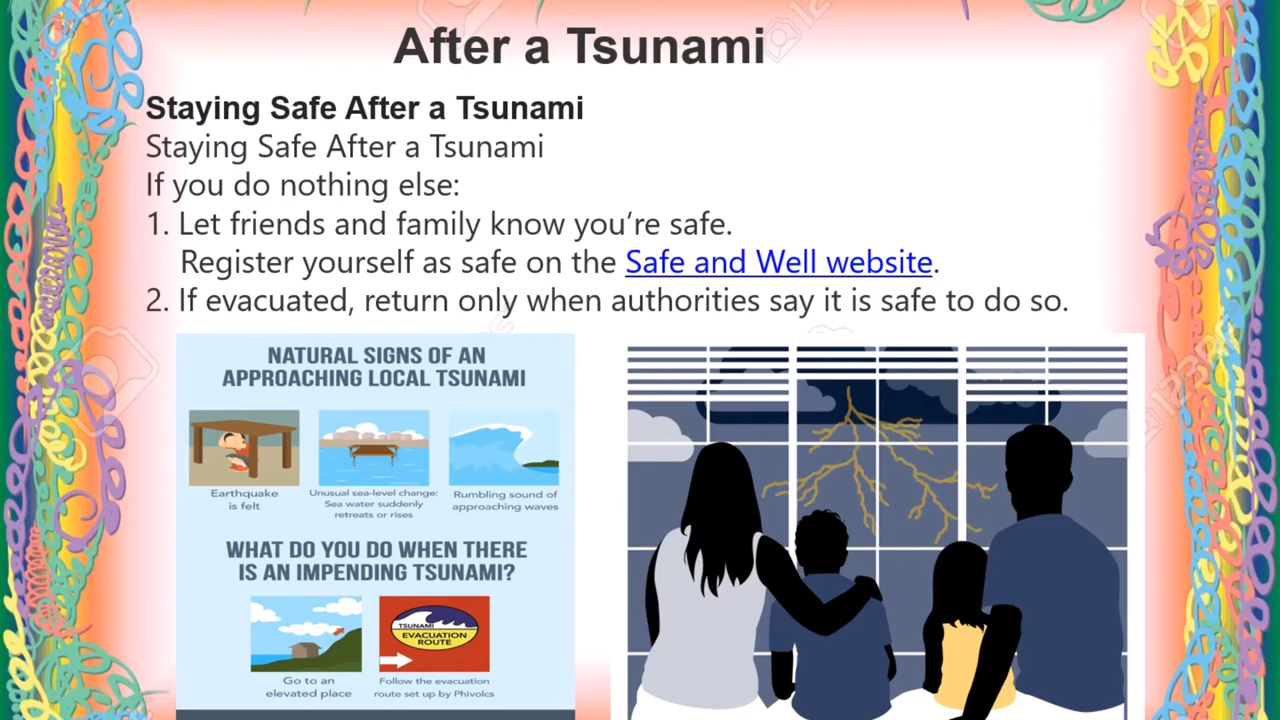 After a Tsunami
Staying Safe After a Tsunami
Staying Safe After a Tsunami
If you do nothing else:
1. Let friends and family know you’re safe.
Register yourself as safe on the Safe and Well website.
2. If evacuated, return only when authorities say it is safe to do so.
NATURAL SIGNS OF AN
APPROACHING LOCAL TSUNAMI
Earthquake
is felt
Unusual sea-level change:
Sea water suddenly
retreats or rises
Rumbling sound of
approaching waves
WHAT DO YOU DO WHEN THERE
IS AN IMPENDING TSUNAMI?
TSUNAMI
EVACUATION
ROUTE
Go to an
elevated place
Follow the evacuation
route set up by Phivolcs